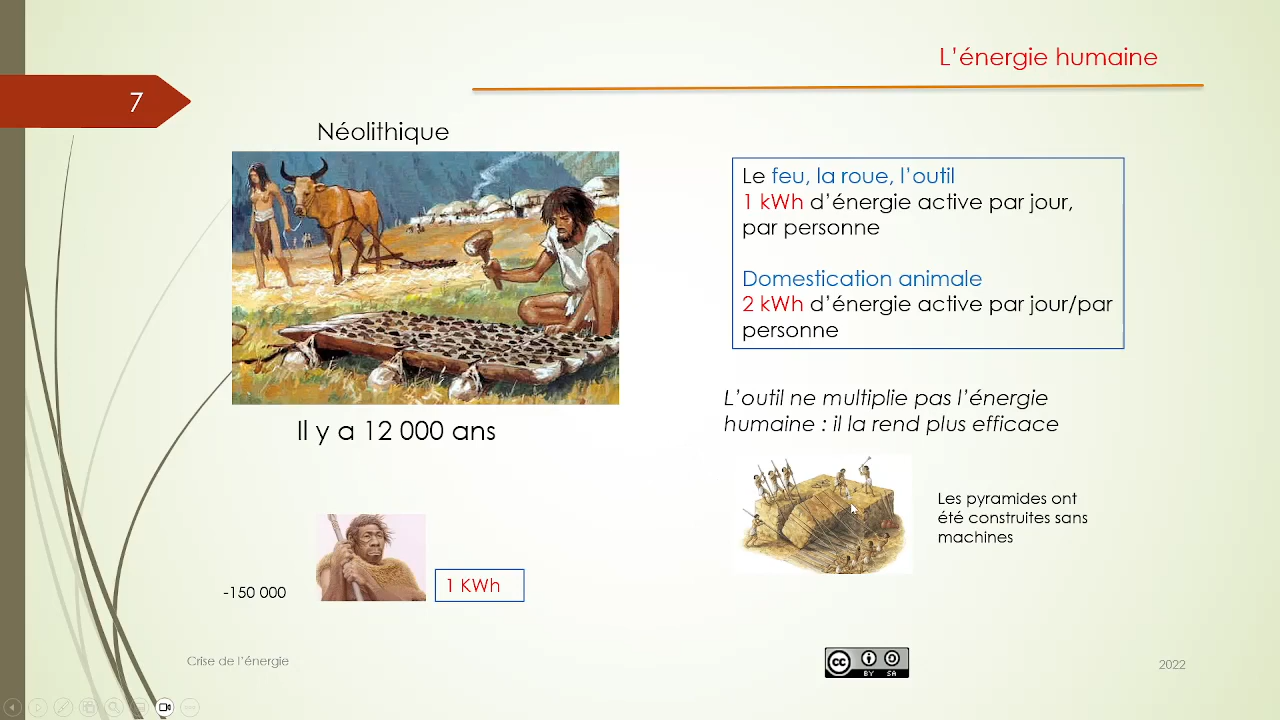 L'énergie humaine
7
Néolithique
Le feu, la roue, l'outil
1 kWh d'énergie active par jour,
par personne
Domestication animale
2 kWh d'énergie active par jour/par
personne
Il y a 12 000 ans
L'outil ne multiplie pas l'énergie
humaine : il la rend plus efficace
Les pyramides ont
été construites sans
machines
-150 000
1 KWh
Crise de l'énergie
cc
BY SA
2022